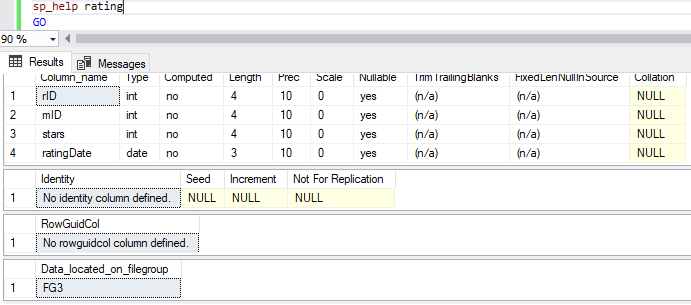 sp_help rating
GO
90 %
Results Messages
Column_name Type Computed Length Prec Scale Nullable TrimTrailingBlanks FixedLenNullInSource Collation
1 rID int no 4 10 0 yes (n/a) (n/a) NULL
2 mID int no 4 10 0 yes (n/a) (n/a) NULL
3 stars int no 4 10 0 yes (n/a) (n/a) NULL
4 ratingDate date no 3 10 0 yes (n/a) (n/a) NULL
Identity Seed Increment Not For Replication
1 No identity column defined. NULL NULL NULL
RowGuidCol
1 No rowguidcol column defined.
Data_located_on_filegroup
1 FG3